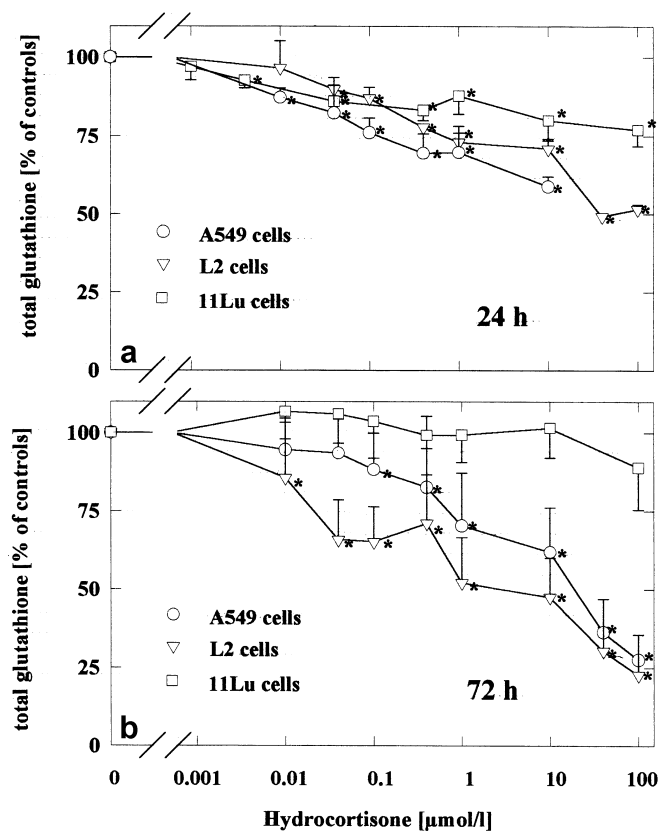 total glutathione [% of controls]
100
75
50
25
0
A549 cells
L2 cells
11Lu cells
24 h
a
* * * * * * * * * * * * * * * * * * * * *
total glutathione [% of controls]
100
75
50
25
0
A549 cells
L2 cells
11Lu cells
72 h
b
* * * * * * * * * * * * * *
0 0.001 0.01 0.1 1 10 100
Hydrocortisone [µmol/l]